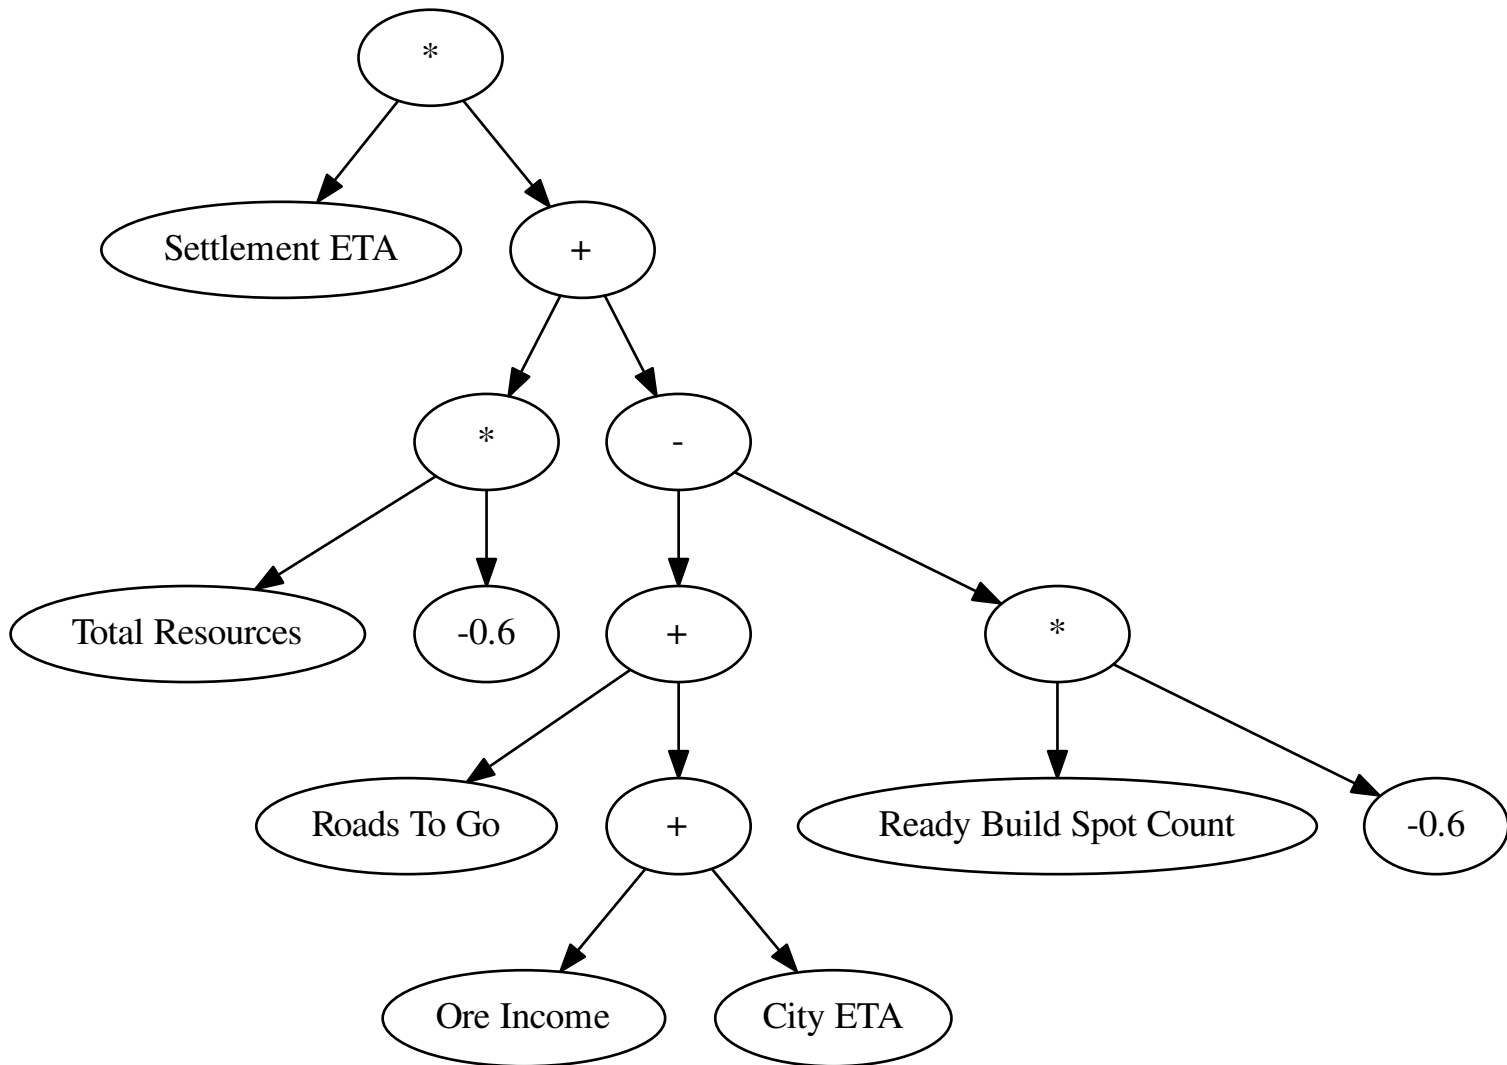 *
Settlement ETA
+
*
-
Total Resources
-0.6
+
*
Roads To Go
+
Ready Build Spot Count
-0.6
Ore Income
City ETA